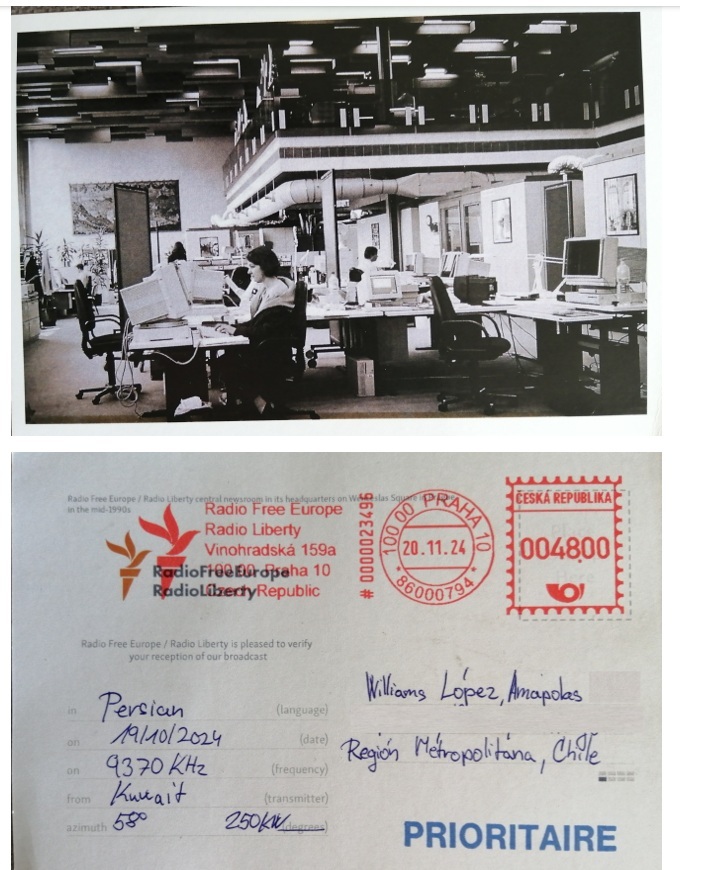 Radio Free Europe / Radio Liberty central newsroom in its headquarters on Wenceslas Square in Prague
in the mid-1990s
Radio Free Europe
Radio Liberty
Vinohradská 159a
100 00 Praha 10
Czech Republic
RadioFreeEurope
RadioLiberty
# 0000023496
100 00 PRAHA 10
20.11.24
* 86000794 *
ČESKÁ REPUBLIKA
004800
Place
Here
Radio Free Europe / Radio Liberty is pleased to verify
your reception of our broadcast
Williams López, Amapolas
in Persian (language)
on 19/10/2024 (date)
Región Métropolitána, Chile
on 9370 KHz (frequency)
from Kuwait (transmitter)
azimuth 58° 250KW (degrees)
PRIORITAIRE